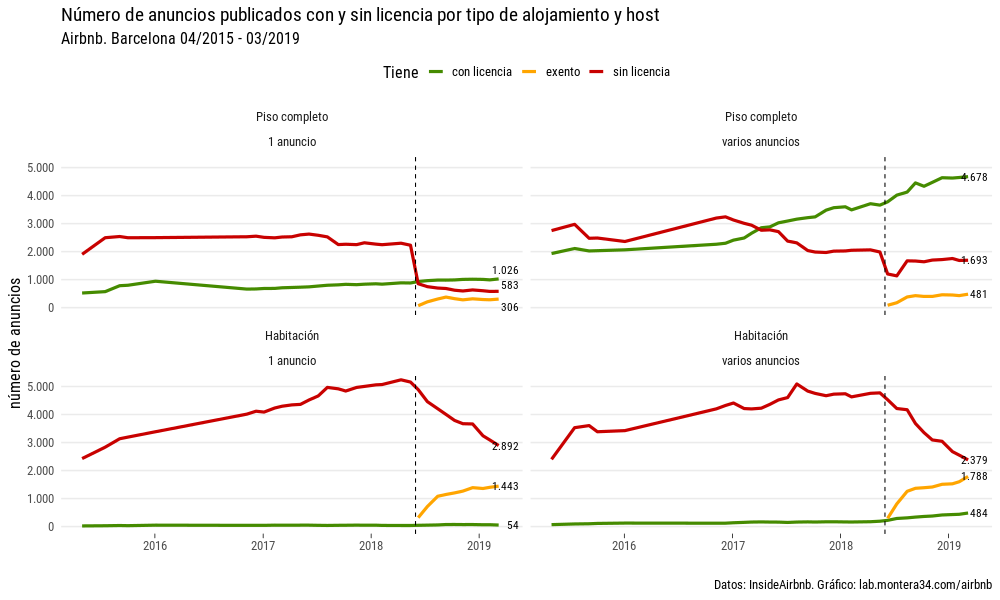 Número de anuncios publicados con y sin licencia por tipo de alojamiento y host
Airbnb. Barcelona 04/2015 - 03/2019
Tiene con licencia exento sin licencia
número de anuncios
Piso completo
1 anuncio
5.000
4.000
3.000
2.000
1.000
0
1.026
583
306
Piso completo
varios anuncios
4.678
1.693
481
Habitación
1 anuncio
5.000
4.000
3.000
2.000
1.000
0
2.892
1.443
54
2016 2017 2018 2019
Habitación
varios anuncios
2.379
1.788
484
2016 2017 2018 2019
Datos: InsideAirbnb. Gráfico: lab.montera34.com/airbnb